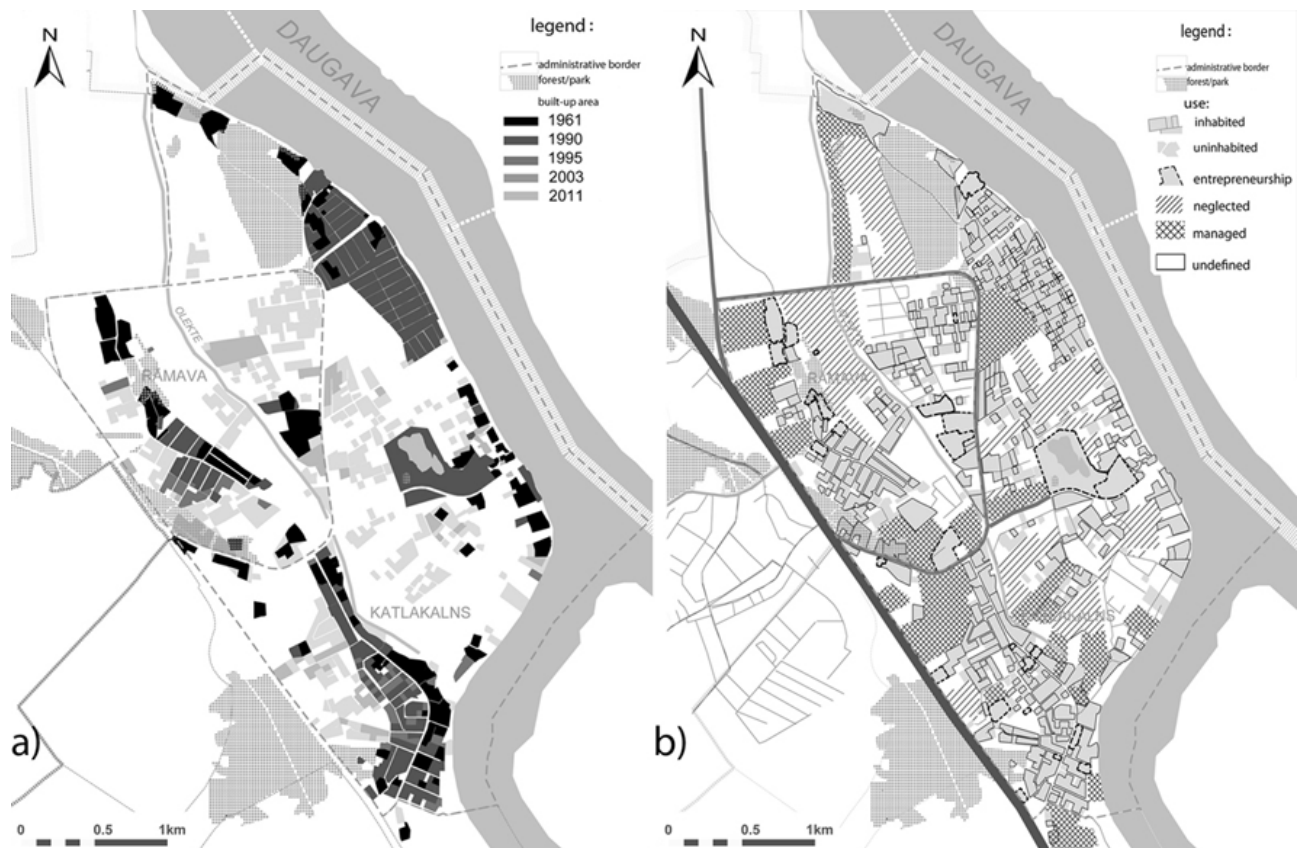 N
DAUGAVA
legend :
administrative border
forest/park
built-up area
1961
1990
1995
2003
2011
OLEKTE
RAMAVA
KATLAKALNS
a)
0 0.5 1km
N
DAUGAVA
legend :
administrative border
forest/park
use:
inhabited
uninhabited
entrepreneurship
neglected
managed
undefined
b)
0 0.5 1km